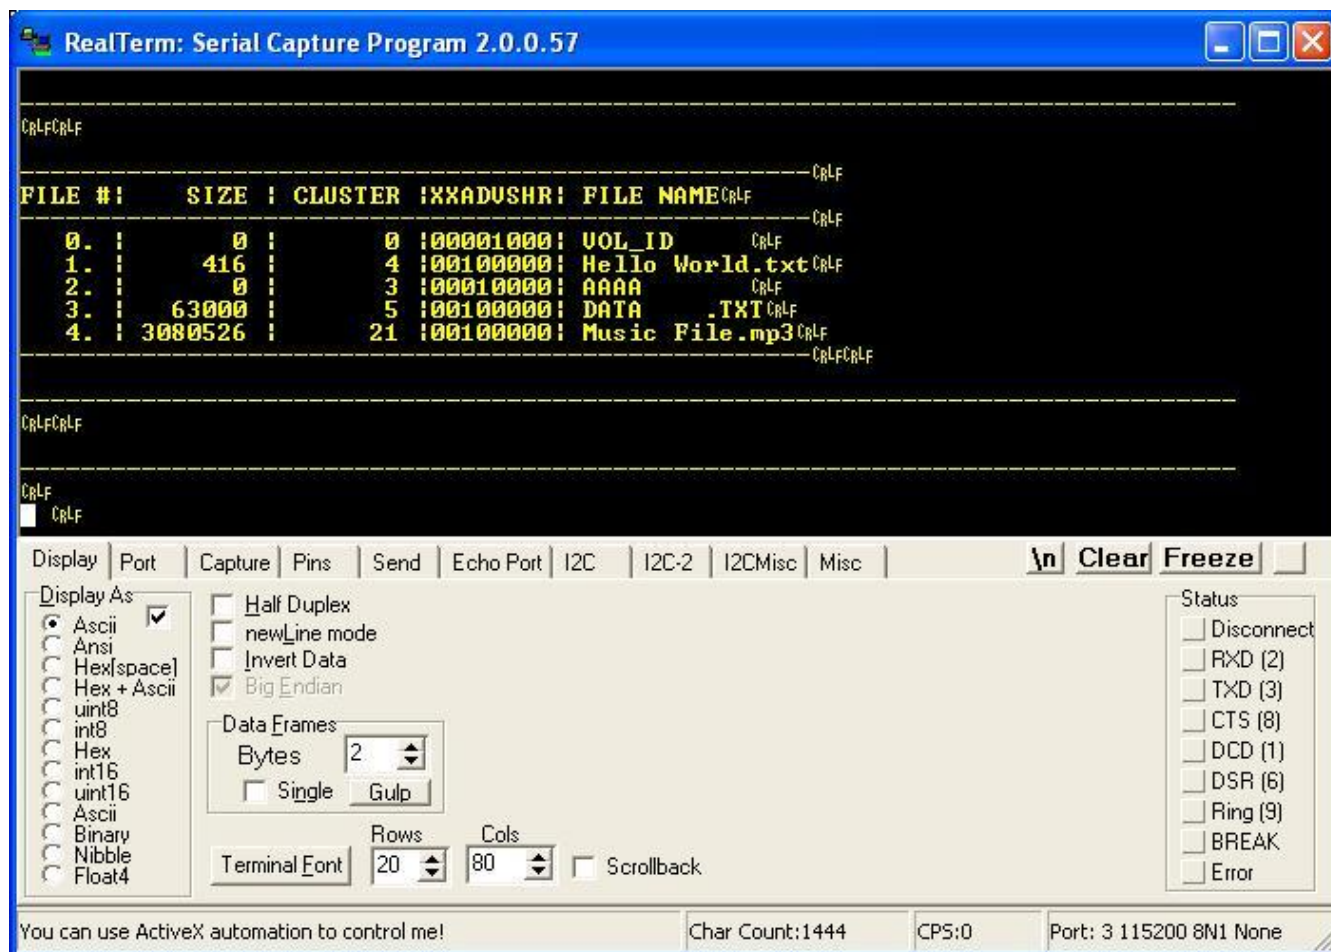 RealTerm: Serial Capture Program 2.0.0.57
CRLFCRLF
CRLF
FILE #¦ SIZE ¦ CLUSTER ¦XXADVSHR¦ FILE NAMECRLF
CRLF
0. ¦ 0 ¦ 0 ¦00001000¦ VOL_ID CRLF
1. ¦ 416 ¦ 4 ¦00100000¦ Hello World.txtCRLF
2. ¦ 0 ¦ 3 ¦00010000¦ AAAA CRLF
3. ¦ 63000 ¦ 5 ¦00100000¦ DATA .TXTCRLF
4. ¦ 3080526 ¦ 21 ¦00100000¦ Music File.mp3CRLF
CRLFCRLF
CRLFCRLF
CRLF
CRLF
Display Port Capture Pins Send Echo Port I2C I2C-2 I2CMisc Misc \n Clear Freeze
Display As
Ascii
Ansi
Hex[space]
Hex + Ascii
uint8
int8
Hex
int16
uint16
Ascii
Binary
Nibble
Float4
Half Duplex
newLine mode
Invert Data
Big Endian
Data Frames
Bytes 2
Single Gulp
Rows Cols
Terminal Font 20 80 Scrollback
Status
Disconnect
RXD (2)
TXD (3)
CTS (8)
DCD (1)
DSR (6)
Ring (9)
BREAK
Error
You can use ActiveX automation to control me! Char Count:1444 CPS:0 Port: 3 115200 8N1 None